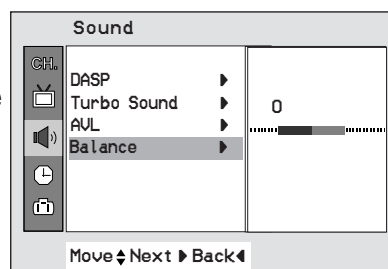 Sound
CH.
DASP ▶
Turbo Sound ▶
AVL ▶
Balance ▶
0
Move ▲▼ Next ▶ Back ◀